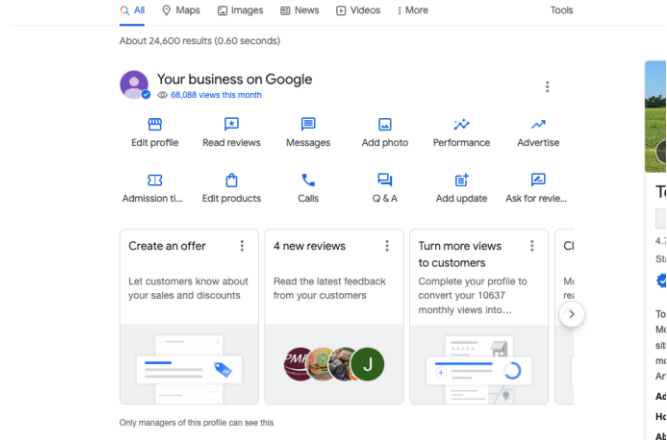 All Maps Images News Videos More Tools
About 24,600 results (0.60 seconds)
Your business on Google
68,088 views this month
Edit profile Read reviews Messages Add photo Performance Advertise
Admission ti... Edit products Calls Q & A Add update Ask for revie...
Create an offer
Let customers know about
your sales and discounts
4 new reviews
Read the latest feedback
from your customers
PMF
J
Turn more views
to customers
Complete your profile to
convert your 10637
monthly views into...
Only managers of this profile can see this
4.7